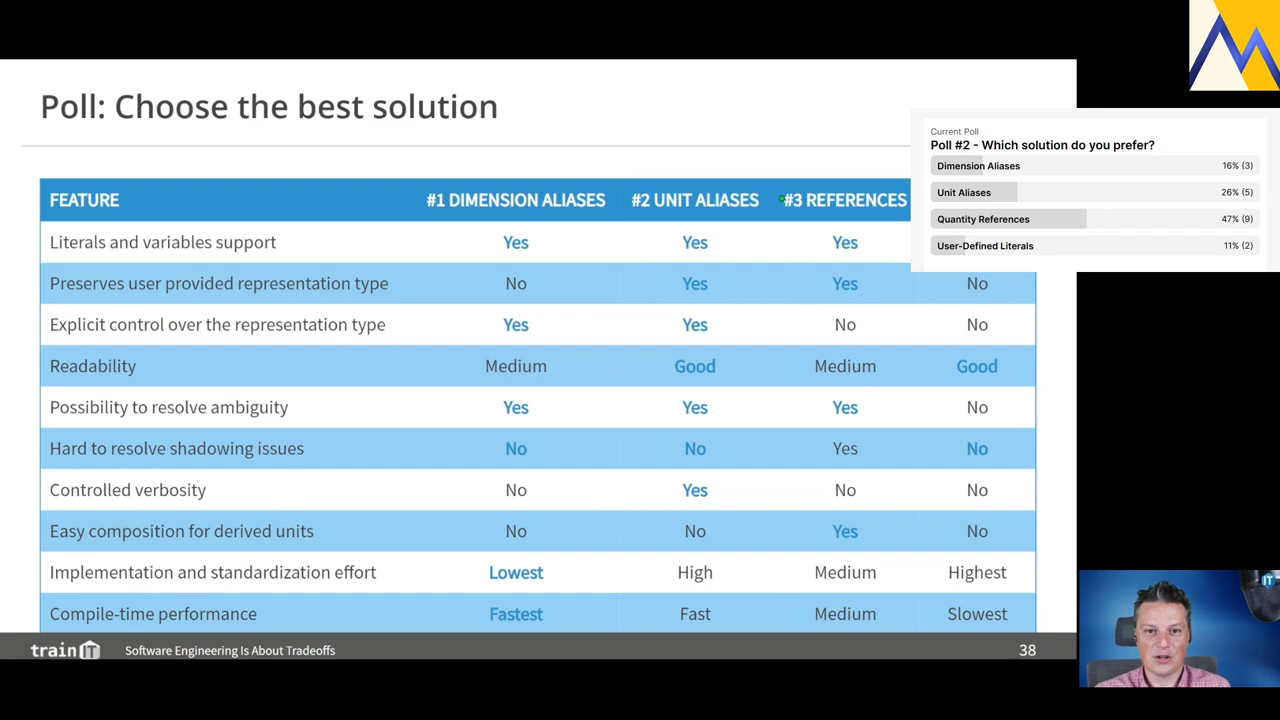 Poll: Choose the best solution
Current Poll
Poll #2 - Which solution do you prefer?
Dimension Aliases 16% (3)
Unit Aliases 26% (5)
Quantity References 47% (9)
User-Defined Literals 11% (2)
FEATURE #1 DIMENSION ALIASES #2 UNIT ALIASES #3 REFERENCES
Literals and variables support Yes Yes Yes
Preserves user provided representation type No Yes Yes No
Explicit control over the representation type Yes Yes No No
Readability Medium Good Medium Good
Possibility to resolve ambiguity Yes Yes Yes No
Hard to resolve shadowing issues No No Yes No
Controlled verbosity No Yes No No
Easy composition for derived units No No Yes No
Implementation and standardization effort Lowest High Medium Highest
Compile-time performance Fastest Fast Medium Slowest
train IT Software Engineering Is About Tradeoffs 38
IT